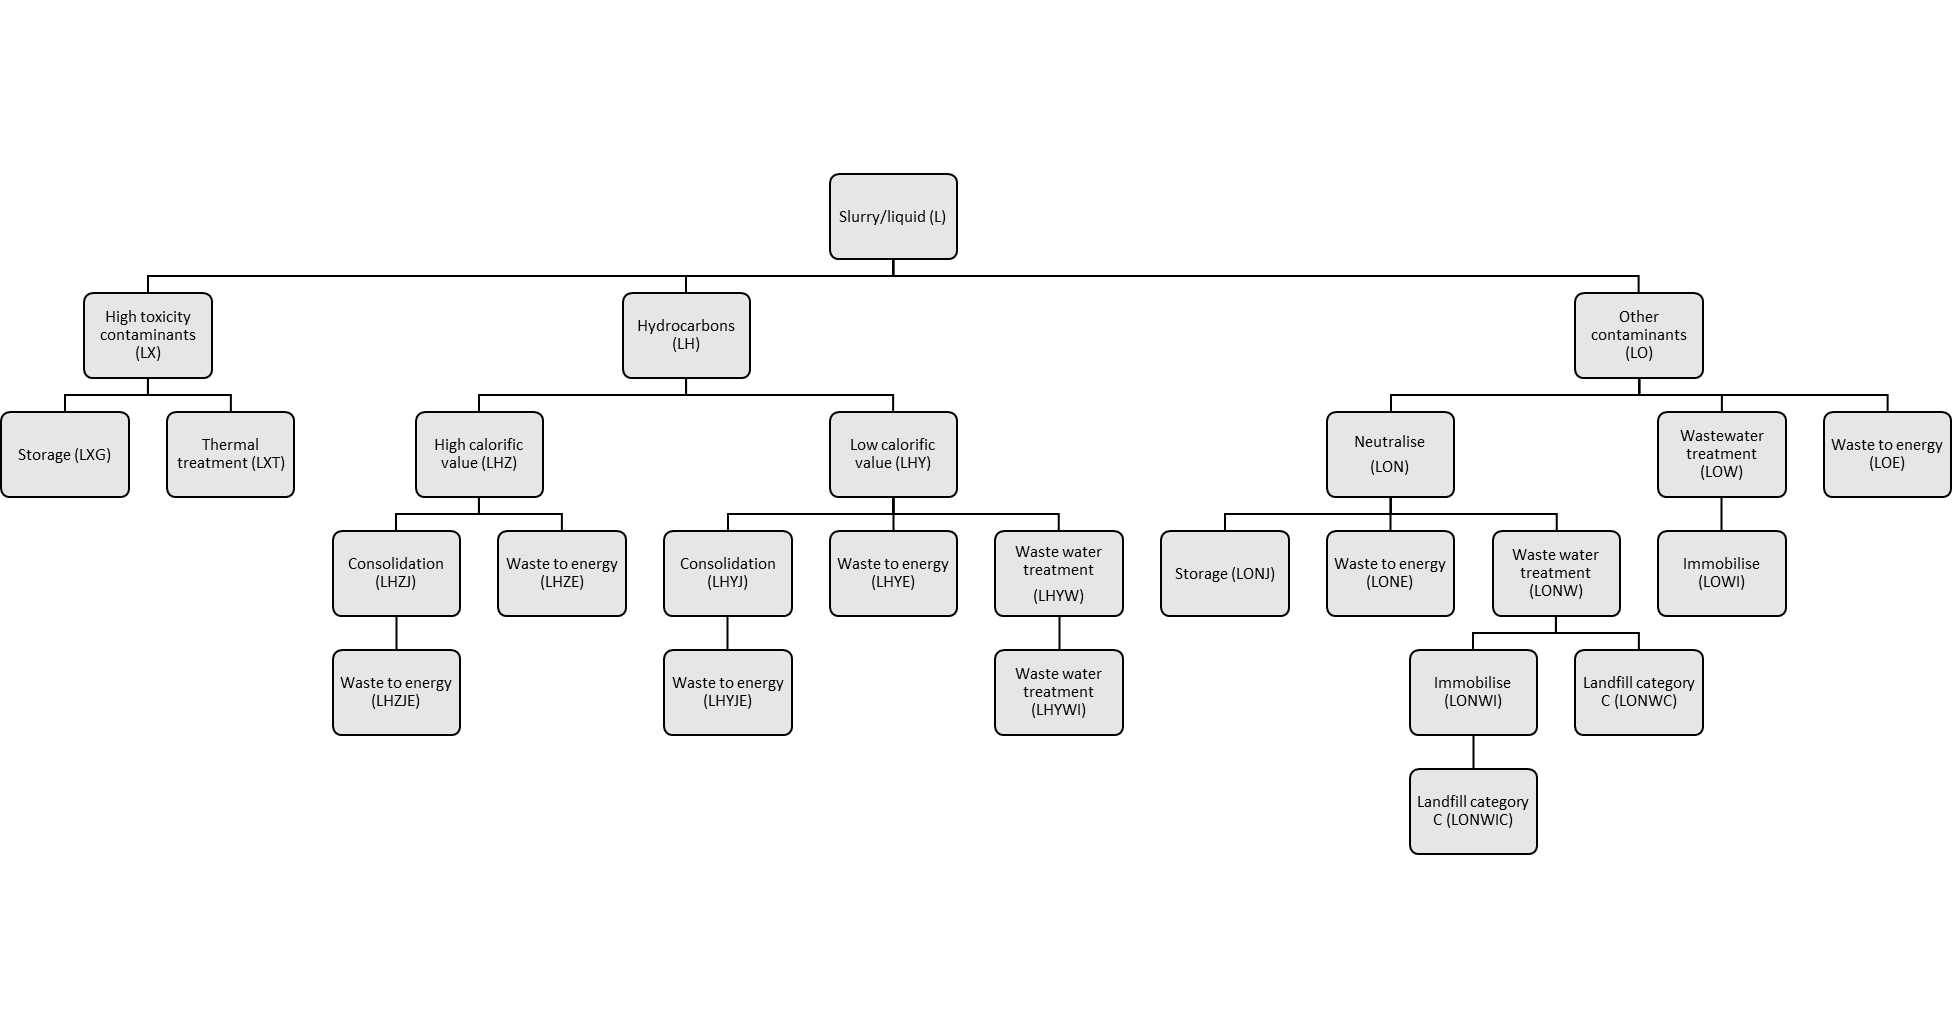 Slurry/liquid (L)
High toxicity
contaminants
(LX)
Hydrocarbons
(LH)
Other
contaminants
(LO)
Storage (LXG)
Thermal
treatment (LXT)
High calorific
value (LHZ)
Low calorific
value (LHY)
Neutralise
(LON)
Wastewater
treatment
(LOW)
Waste to energy
(LOE)
Consolidation
(LHZJ)
Waste to energy
(LHZE)
Consolidation
(LHYJ)
Waste to energy
(LHYE)
Waste water
treatment
(LHYW)
Storage (LONJ)
Waste to energy
(LONE)
Waste water
treatment
(LONW)
Immobilise
(LOWI)
Waste to energy
(LHZJE)
Waste to energy
(LHYJE)
Waste water
treatment
(LHYWI)
Immobilise
(LONWI)
Landfill category
C (LONWC)
Landfill category
C (LONWIC)